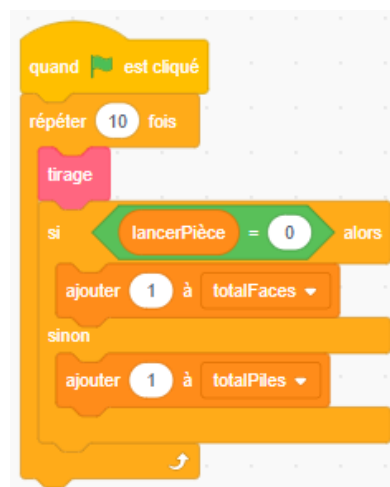 quand est cliqué
répéter 10 fois
tirage
si lancerPièce = 0 alors
ajouter 1 à totalFaces
sinon
ajouter 1 à totalPiles